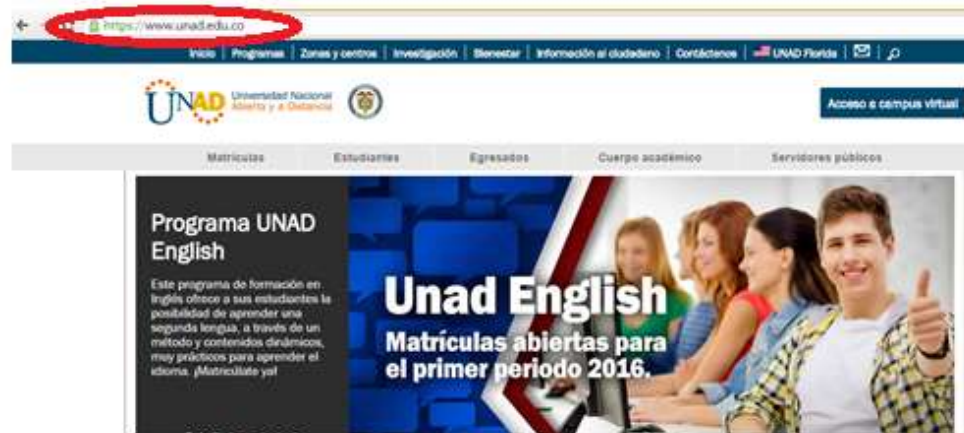 https://www.unad.edu.co
Inicio | Programas | Zonas y centros | Investigación | Bienestar | Información al ciudadano | Contáctenos | UNAD Florida
UNAD Universidad Nacional
Abierta y a Distancia
Acceso a campus virtual
Matrículas Estudiantes Egresados Cuerpo académico Servidores públicos
Programa UNAD
English
Este programa de formación en
Inglés ofrece a sus estudiantes la
posibilidad de aprender una
segunda lengua, a través de un
método y contenidos dinámicos,
muy prácticos para aprender el
idioma. ¡Matricúlate ya!
Unad English
Matrículas abiertas para
el primer periodo 2016.